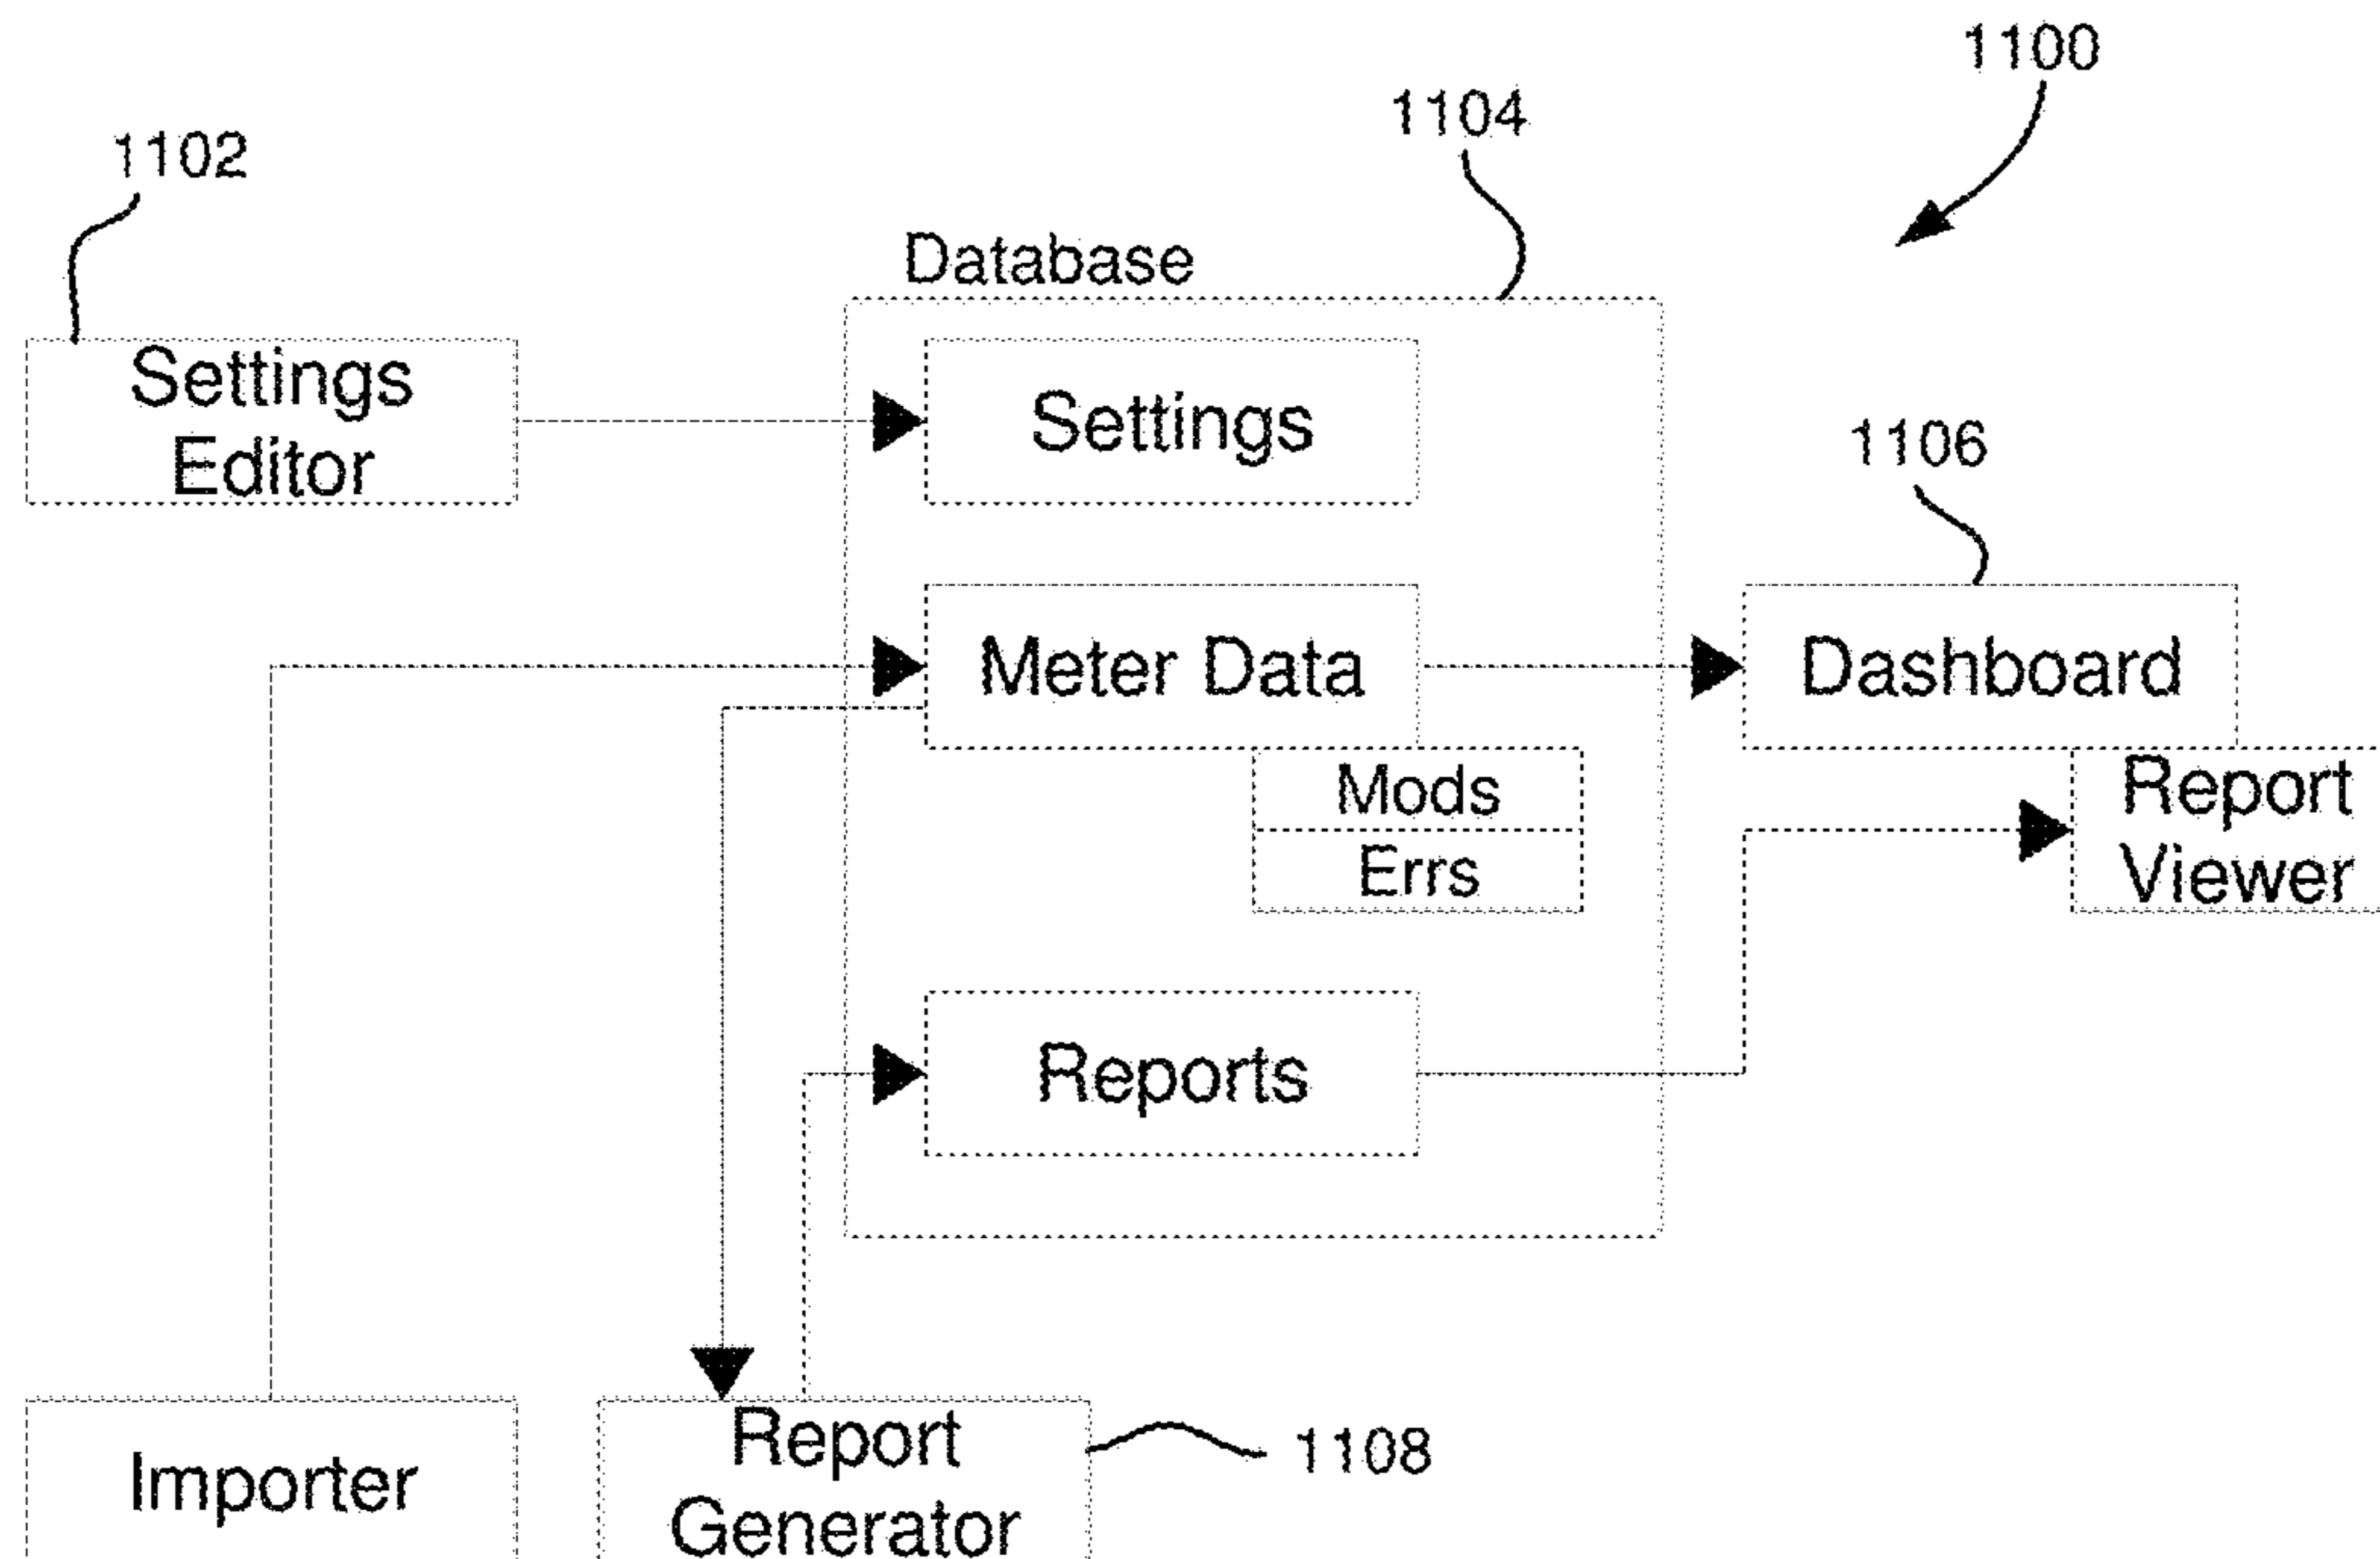 1100
1104
1102
Database
Settings
Editor
Settings
1106
Meter Data
Dashboard
Mods
Errs
Report
Viewer
Reports
Importer
Report
Generator
1108